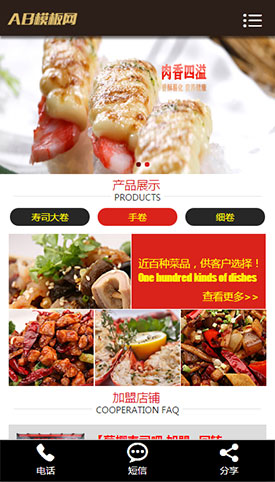 AB模板网
肉香四溢
产品展示
PRODUCTS
寿司大卷
手卷
细卷
近百种菜品，供客户选择！
One hundred kinds of dishes
查看更多>>
加盟店铺
COOPERATION FAQ
电话
短信
分享